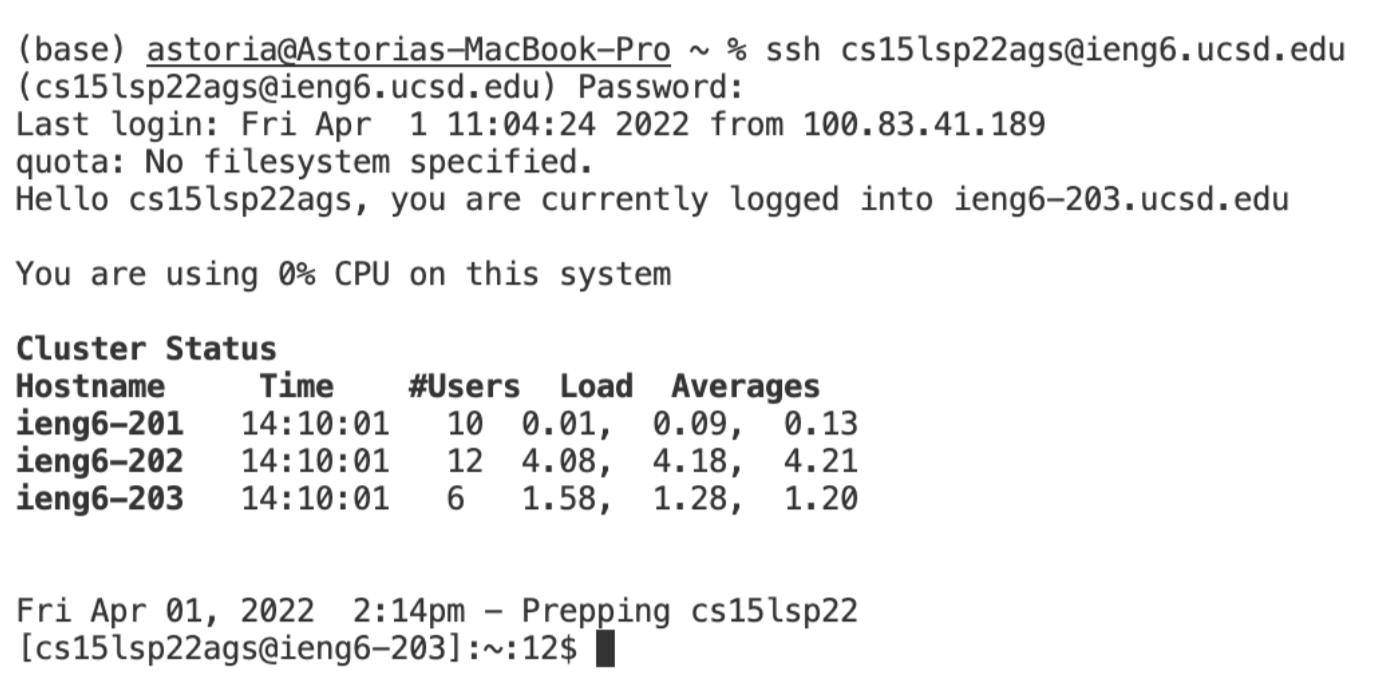 (base) astoria@Astorias-MacBook-Pro ~ % ssh cs15lsp22ags@ieng6.ucsd.edu
(cs15lsp22ags@ieng6.ucsd.edu) Password:
Last login: Fri Apr  1 11:04:24 2022 from 100.83.41.189
quota: No filesystem specified.
Hello cs15lsp22ags, you are currently logged into ieng6-203.ucsd.edu
You are using 0% CPU on this system
Cluster Status
Hostname     Time    #Users  Load  Averages
ieng6-201   14:10:01   10  0.01,  0.09,  0.13
ieng6-202   14:10:01   12  4.08,  4.18,  4.21
ieng6-203   14:10:01   6   1.58,  1.28,  1.20
Fri Apr 01, 2022  2:14pm - Prepping cs15lsp22
[cs15lsp22ags@ieng6-203]:~:12$